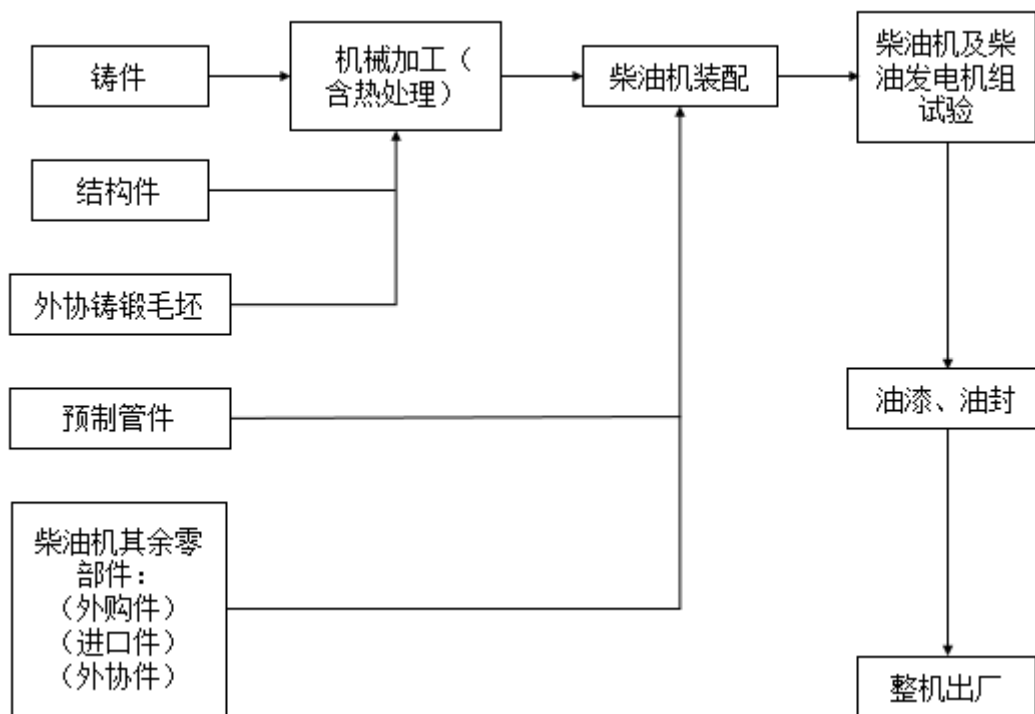 铸件
机械加工（
含热处理）
柴油机装配
柴油机及柴
油发电机组
试验
结构件
外协铸锻毛坯
预制管件
油漆、油封
柴油机其余零
部件：
（外购件）
（进口件）
（外协件）
整机出厂